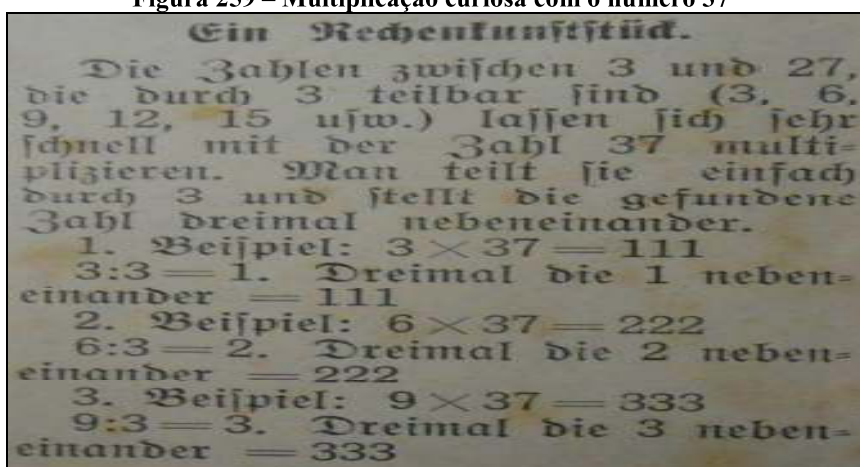 Figura 239 – Multiplicação curiosa com o número 37
Ein Rechenkunststück.
Die Zahlen zwischen 3 und 27,
die durch 3 teilbar sind (3, 6,
9, 12, 15 usw.) lassen sich sehr
schnell mit der Zahl 37 multi=
plizieren. Man teilt sie einfach
durch 3 und stellt die gefundene
Zahl dreimal nebeneinander.
1. Beispiel: 3 × 37 = 111
3:3 = 1. Dreimal die 1 neben=
einander = 111
2. Beispiel: 6 × 37 = 222
6:3 = 2. Dreimal die 2 neben=
einander = 222
3. Beispiel: 9 × 37 = 333
9:3 = 3. Dreimal die 3 neben=
einander = 333